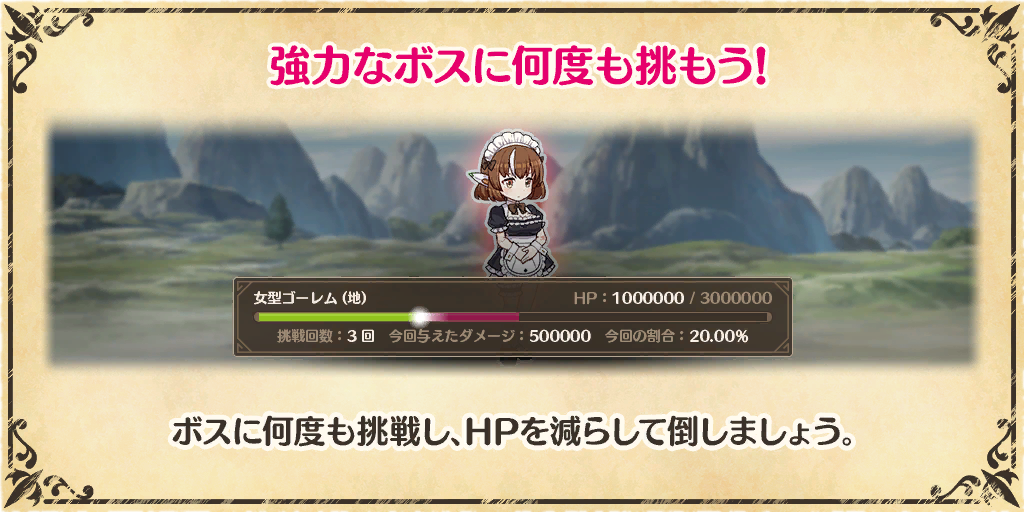 強力なボスに何度も挑もう!
女型ゴーレム（地） HP：1000000 / 3000000
挑戦回数：3 回 今回与えたダメージ：500000 今回の割合：20.00%
ボスに何度も挑戦し、HPを減らして倒しましょう。